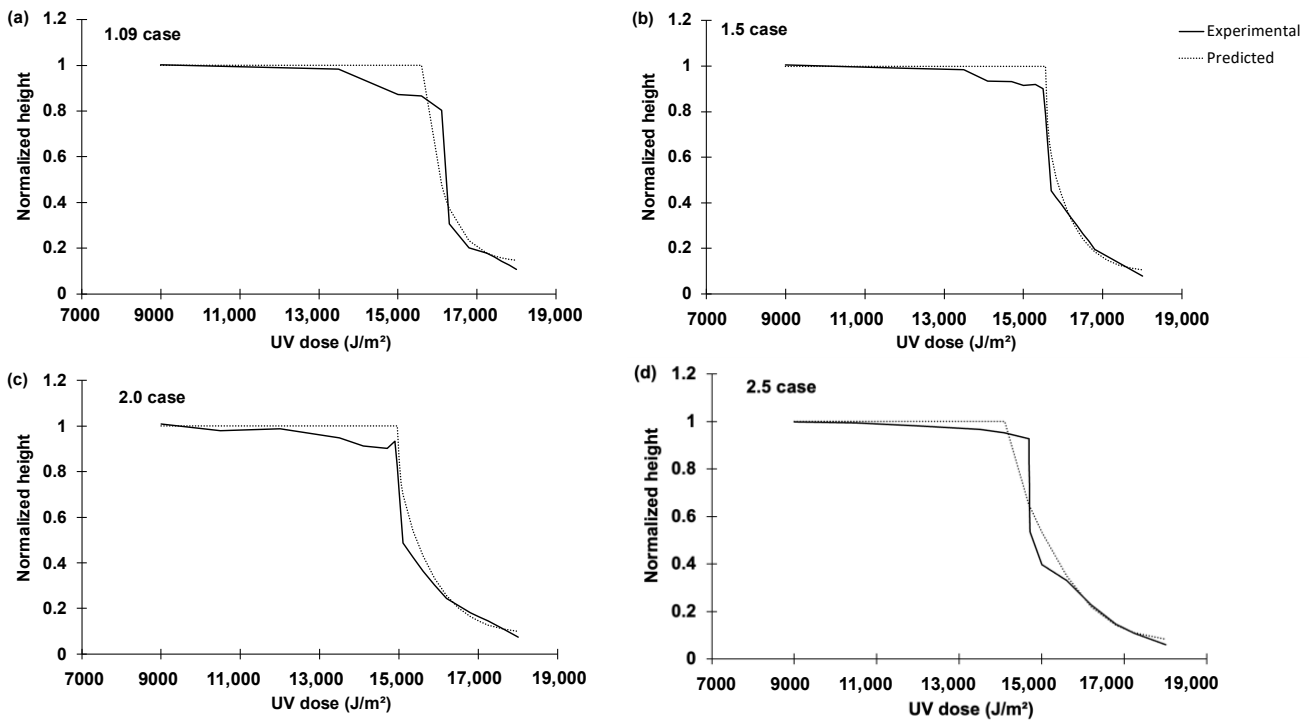 (a)
1.09 case
Normalized height
1.2
1
0.8
0.6
0.4
0.2
0
7000 9000 11,000 13,000 15,000 17,000 19,000
UV dose (J/m²)
(b)
1.5 case
Normalized height
1.2
1
0.8
0.6
0.4
0.2
0
7000 9000 11,000 13,000 15,000 17,000 19,000
UV dose (J/m²)
Experimental
Predicted
(c)
2.0 case
Normalized height
1.2
1
0.8
0.6
0.4
0.2
0
7000 9000 11,000 13,000 15,000 17,000 19,000
UV dose (J/m²)
(d)
2.5 case
Normalized height
1.2
1
0.8
0.6
0.4
0.2
0
7000 9000 11,000 13,000 15,000 17,000 19,000
UV dose (J/m²)